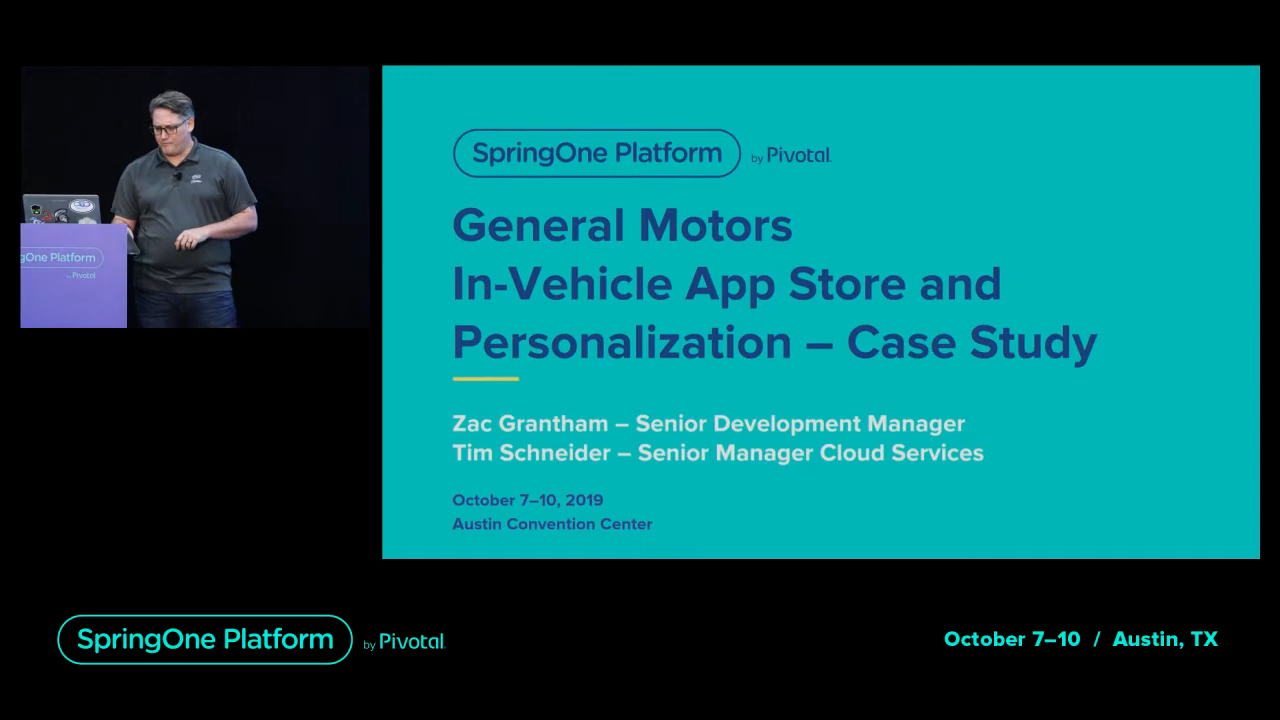 SpringOne Platform by Pivotal
General Motors
In-Vehicle App Store and
Personalization – Case Study
Zac Grantham – Senior Development Manager
Tim Schneider – Senior Manager Cloud Services
October 7–10, 2019
Austin Convention Center
gOne Platform
by Pivotal
SpringOne Platform by Pivotal
October 7–10 / Austin, TX